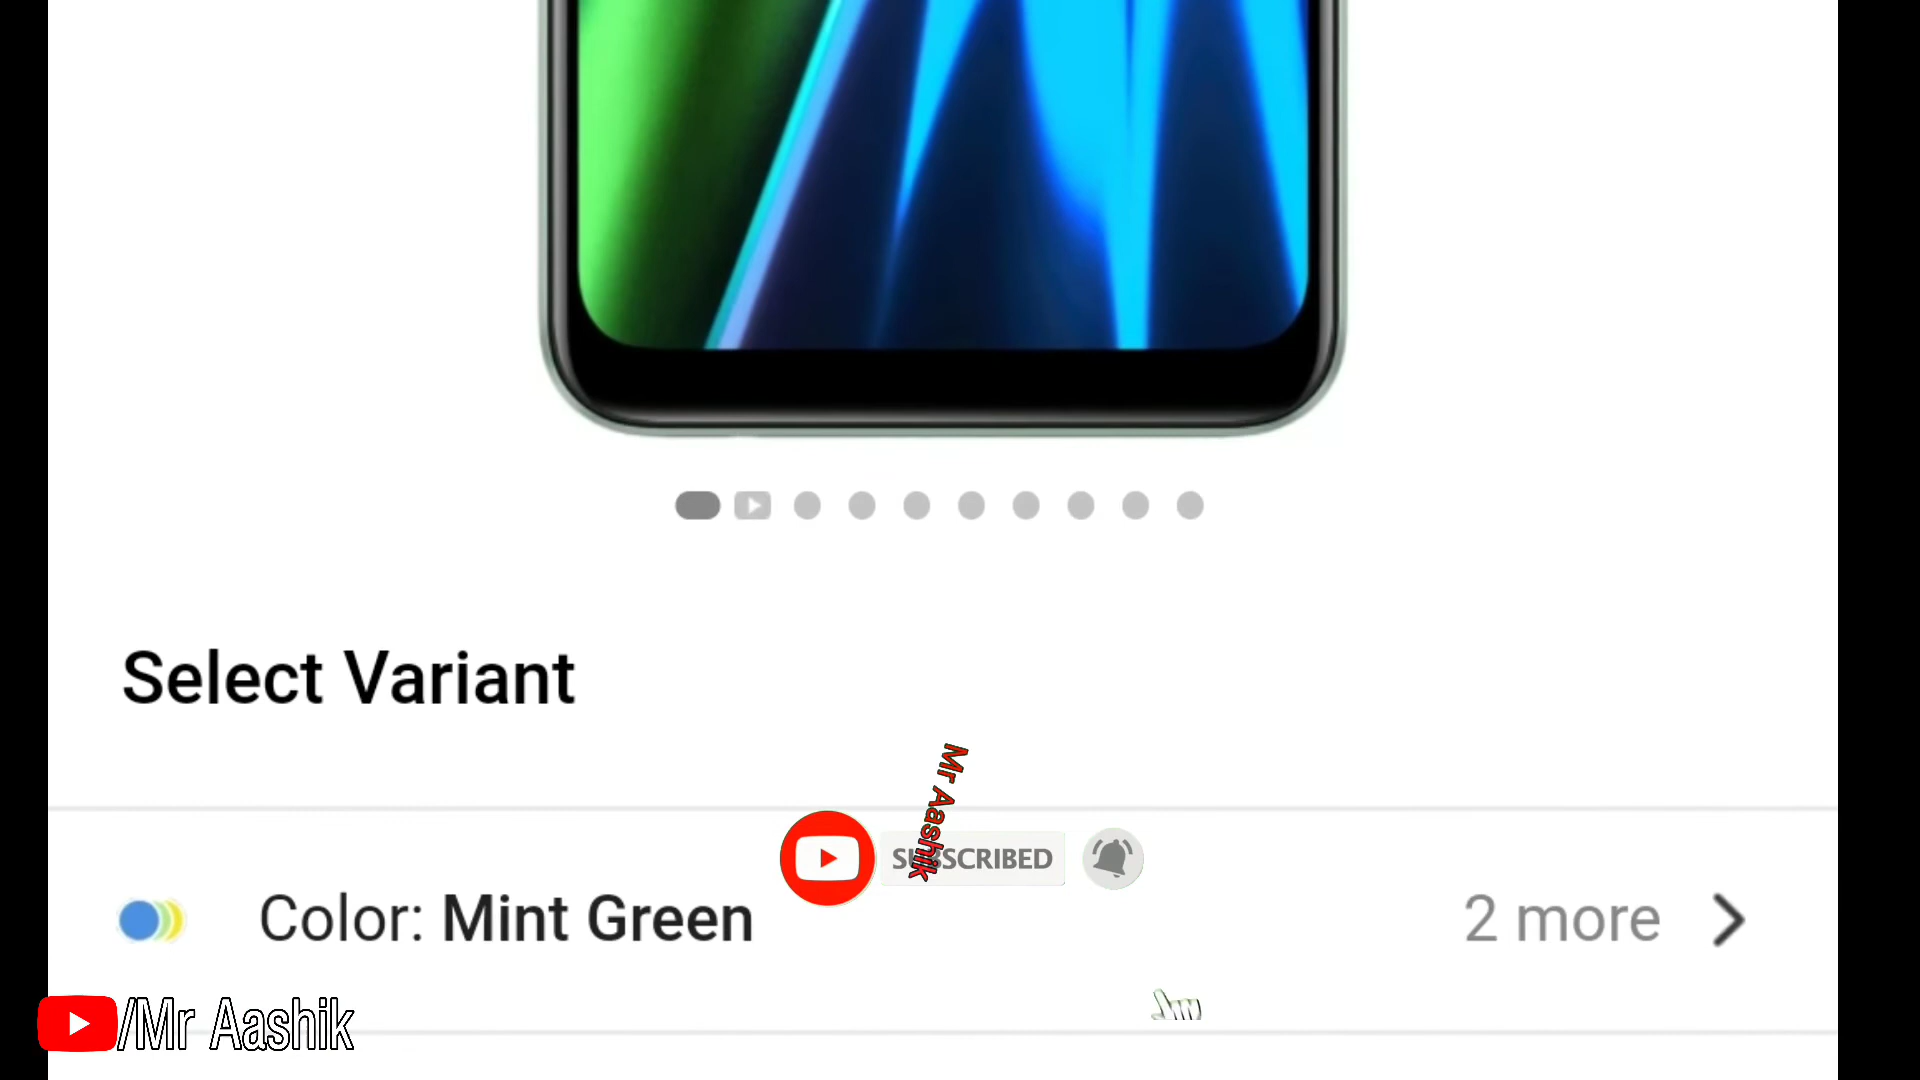 Select Variant
Mr Aashik
SUBSCRIBED
Color: Mint Green
2 more
/Mr Aashik